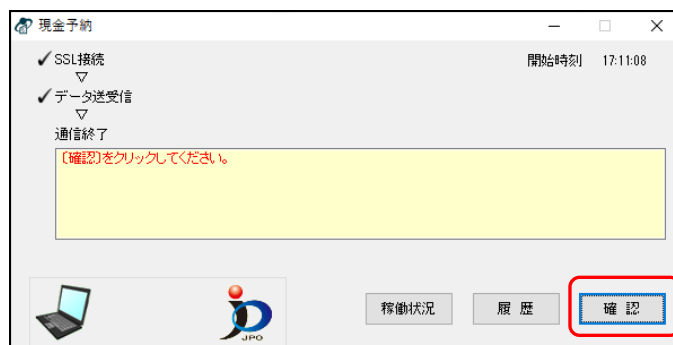 現金予納
✓SSL接続 開始時刻 17:11:08
▽
✓データ送受信
▽
通信終了
〔確認〕をクリックしてください。
稼働状況 履 歴 確 認
JPO